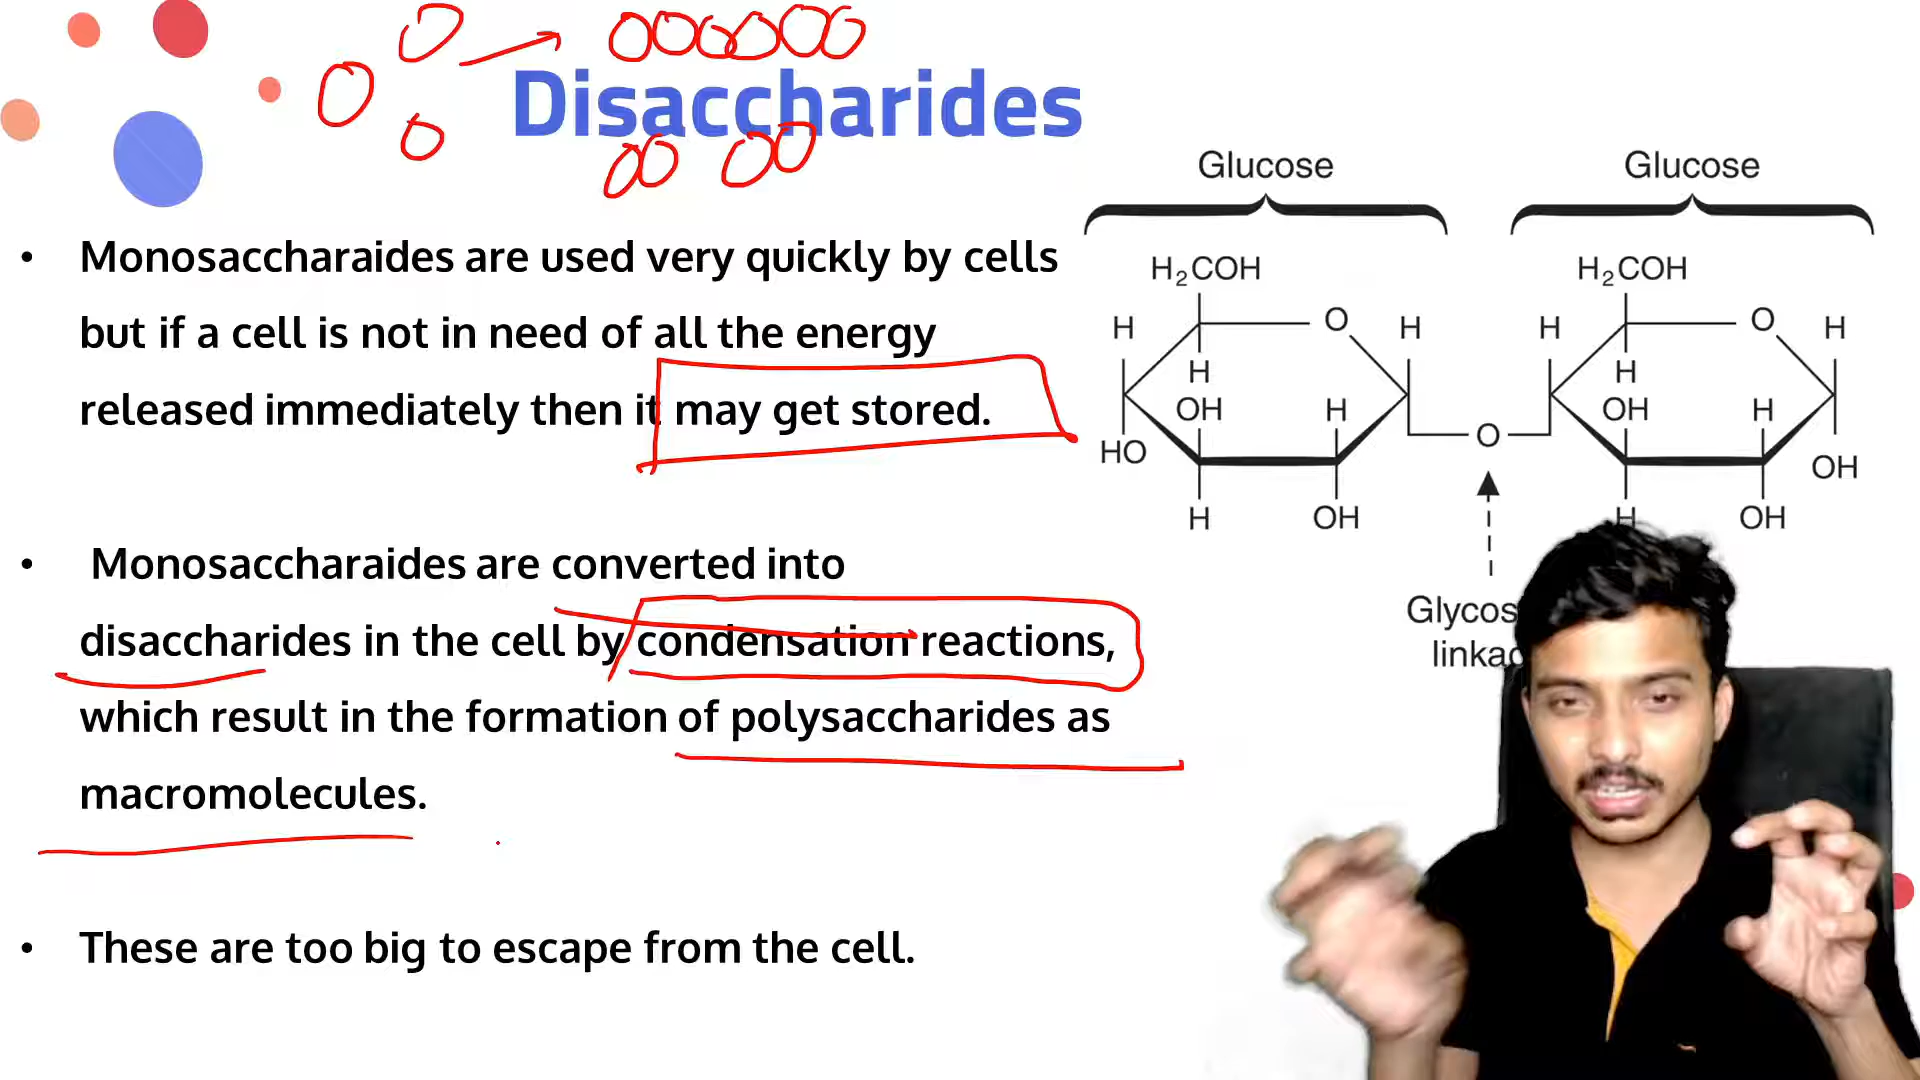 Disaccharides
Monosaccharaides are used very quickly by cells
but if a cell is not in need of all the energy
released immediately then it may get stored.
Monosaccharaides are converted into
disaccharides in the cell by condensation reactions,
which result in the formation of polysaccharides as
macromolecules.
These are too big to escape from the cell.
Glucose Glucose
H₂COH H₂COH
H O H H O H
H H
OH H OH H
HO O OH
H OH H OH